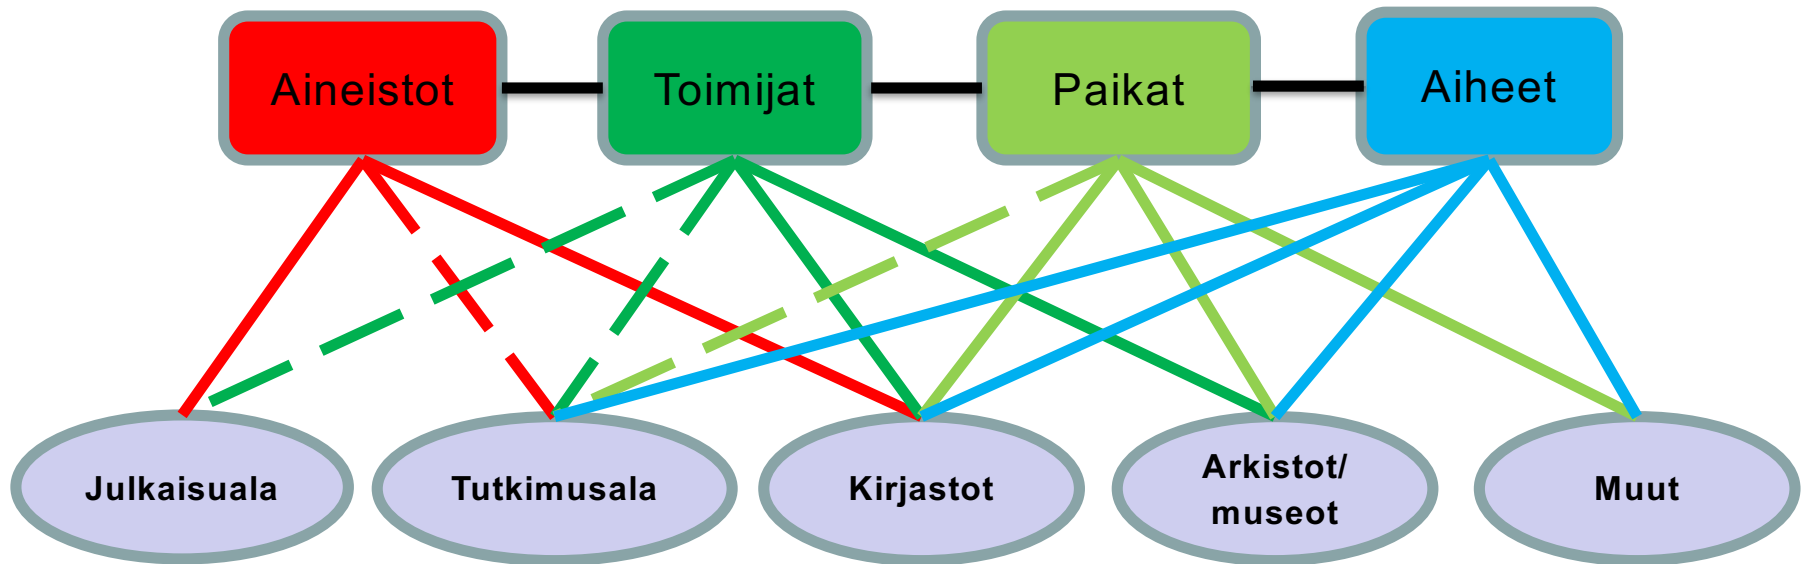 Aineistot
Toimijat
Paikat
Aiheet
Julkaisuala
Tutkimusala
Kirjastot
Arkistot/
museot
Muut